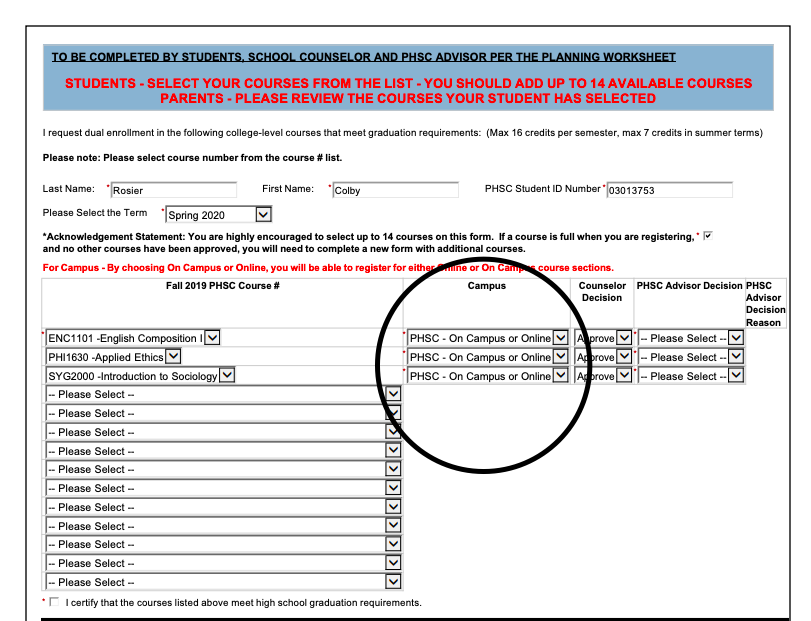 TO BE COMPLETED BY STUDENTS, SCHOOL COUNSELOR AND PHSC ADVISOR PER THE PLANNING WORKSHEET
STUDENTS - SELECT YOUR COURSES FROM THE LIST - YOU SHOULD ADD UP TO 14 AVAILABLE COURSES
PARENTS - PLEASE REVIEW THE COURSES YOUR STUDENT HAS SELECTED
I request dual enrollment in the following college-level courses that meet graduation requirements: (Max 16 credits per semester, max 7 credits in summer terms)
Please note: Please select course number from the course # list.
Last Name: * Rosier First Name: * Colby PHSC Student ID Number * 03013753
Please Select the Term * Spring 2020
*Acknowledgement Statement: You are highly encouraged to select up to 14 courses on this form. If a course is full when you are registering, *
and no other courses have been approved, you will need to complete a new form with additional courses.
For Campus - By choosing On Campus or Online, you will be able to register for either Online or On Campus course sections.
Fall 2019 PHSC Course # Campus Counselor Decision PHSC Advisor Decision PHSC Advisor Decision Reason
* ENC1101 -English Composition I * PHSC - On Campus or Online Approve * -- Please Select --
PHI1630 -Applied Ethics * PHSC - On Campus or Online Approve * -- Please Select --
SYG2000 -Introduction to Sociology * PHSC - On Campus or Online Approve * -- Please Select --
-- Please Select --
-- Please Select --
-- Please Select --
-- Please Select --
-- Please Select --
-- Please Select --
-- Please Select --
-- Please Select --
-- Please Select --
-- Please Select --
-- Please Select --
* I certify that the courses listed above meet high school graduation requirements.